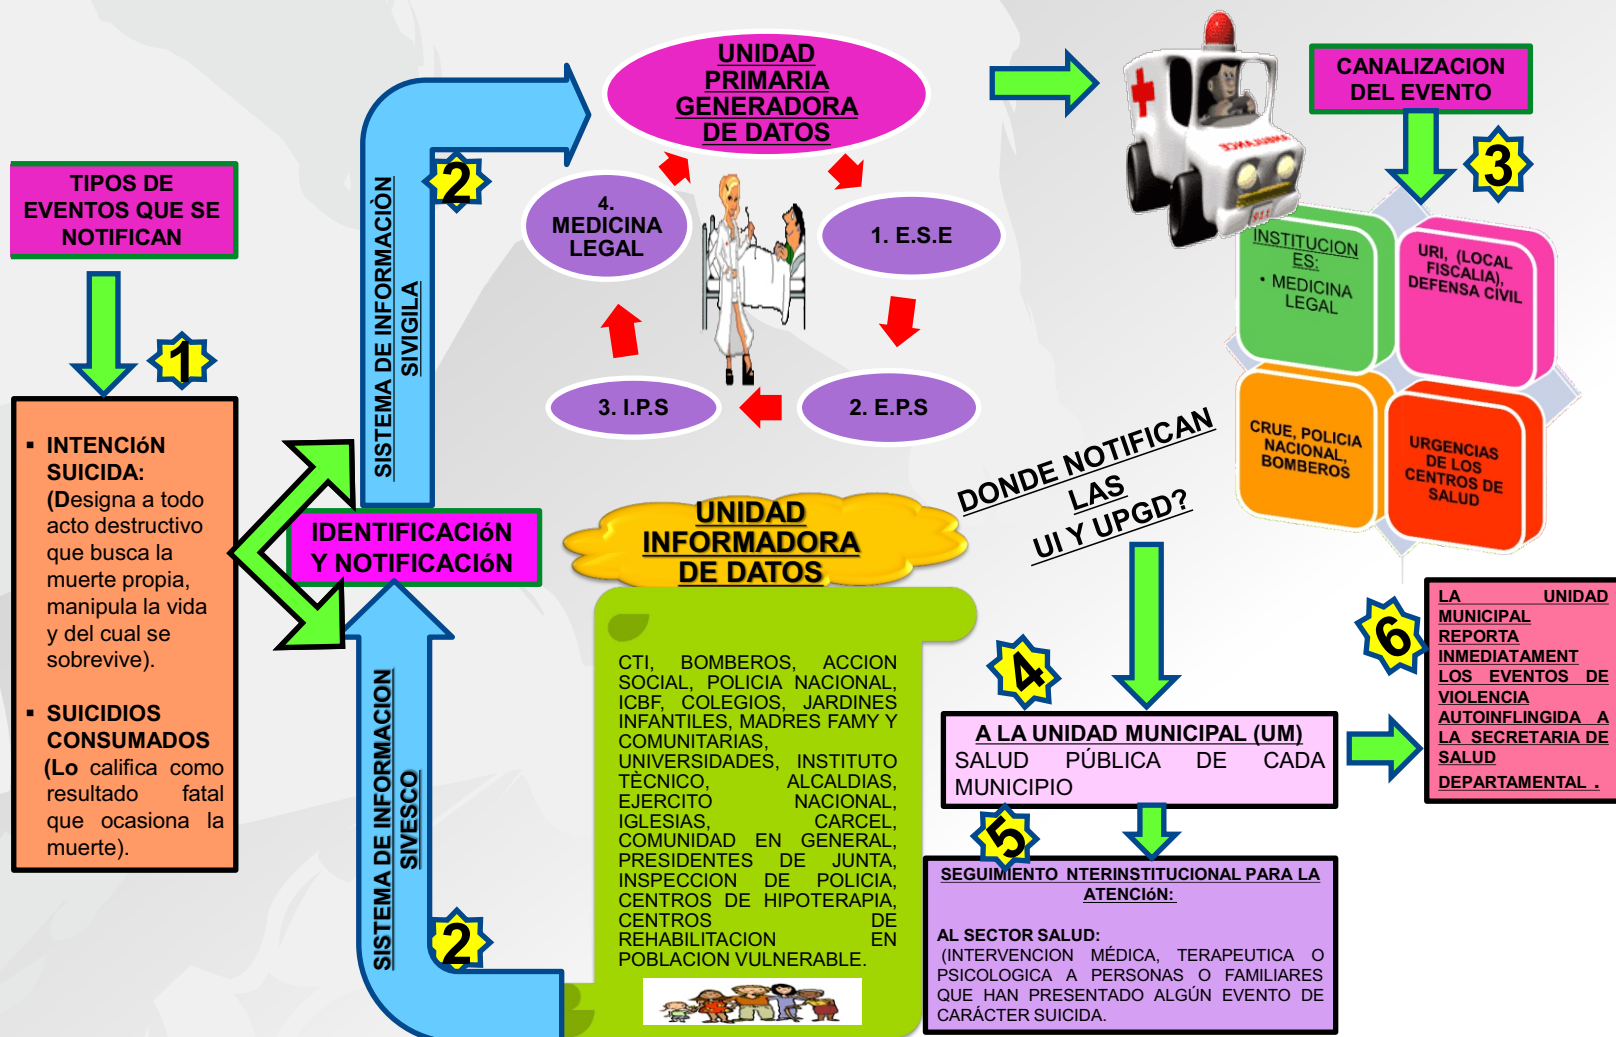 TIPOS DE
EVENTOS QUE SE
NOTIFICAN
1
▪ INTENCIóN
SUICIDA:
(Designa a todo
acto destructivo
que busca la
muerte propia,
manipula la vida
y del cual se
sobrevive).
▪ SUICIDIOS
CONSUMADOS
(Lo califica como
resultado fatal
que ocasiona la
muerte).
IDENTIFICACIóN
Y NOTIFICACIóN
2
SISTEMA DE INFORMACIÒN
SIVIGILA
2
SISTEMA DE INFORMACION
SIVESCO
UNIDAD
PRIMARIA
GENERADORA
DE DATOS
1. E.S.E
2. E.P.S
3. I.P.S
4.
MEDICINA
LEGAL
UNIDAD
INFORMADORA
DE DATOS
CTI, BOMBEROS, ACCION
SOCIAL, POLICIA NACIONAL,
ICBF, COLEGIOS, JARDINES
INFANTILES, MADRES FAMY Y
COMUNITARIAS,
UNIVERSIDADES, INSTITUTO
TÈCNICO, ALCALDIAS,
EJERCITO NACIONAL,
IGLESIAS, CARCEL,
COMUNIDAD EN GENERAL,
PRESIDENTES DE JUNTA,
INSPECCION DE POLICIA,
CENTROS DE HIPOTERAPIA,
CENTROS DE
REHABILITACION EN
POBLACION VULNERABLE.
AMBULANCE
911
CANALIZACION
DEL EVENTO
3
INSTITUCION
ES:
• MEDICINA
LEGAL
URI, (LOCAL
FISCALIA),
DEFENSA CIVIL
CRUE, POLICIA
NACIONAL,
BOMBEROS
URGENCIAS
DE LOS
CENTROS DE
SALUD
DONDE NOTIFICAN
LAS
UI Y UPGD?
4
A LA UNIDAD MUNICIPAL (UM)
SALUD PÚBLICA DE CADA
MUNICIPIO
5
SEGUIMIENTO NTERINSTITUCIONAL PARA LA
ATENCIóN:
AL SECTOR SALUD:
(INTERVENCION MÉDICA, TERAPEUTICA O
PSICOLOGICA A PERSONAS O FAMILIARES
QUE HAN PRESENTADO ALGÚN EVENTO DE
CARÁCTER SUICIDA.
6
LA UNIDAD
MUNICIPAL
REPORTA
INMEDIATAMENT
LOS EVENTOS DE
VIOLENCIA
AUTOINFLINGIDA A
LA SECRETARIA DE
SALUD
DEPARTAMENTAL .